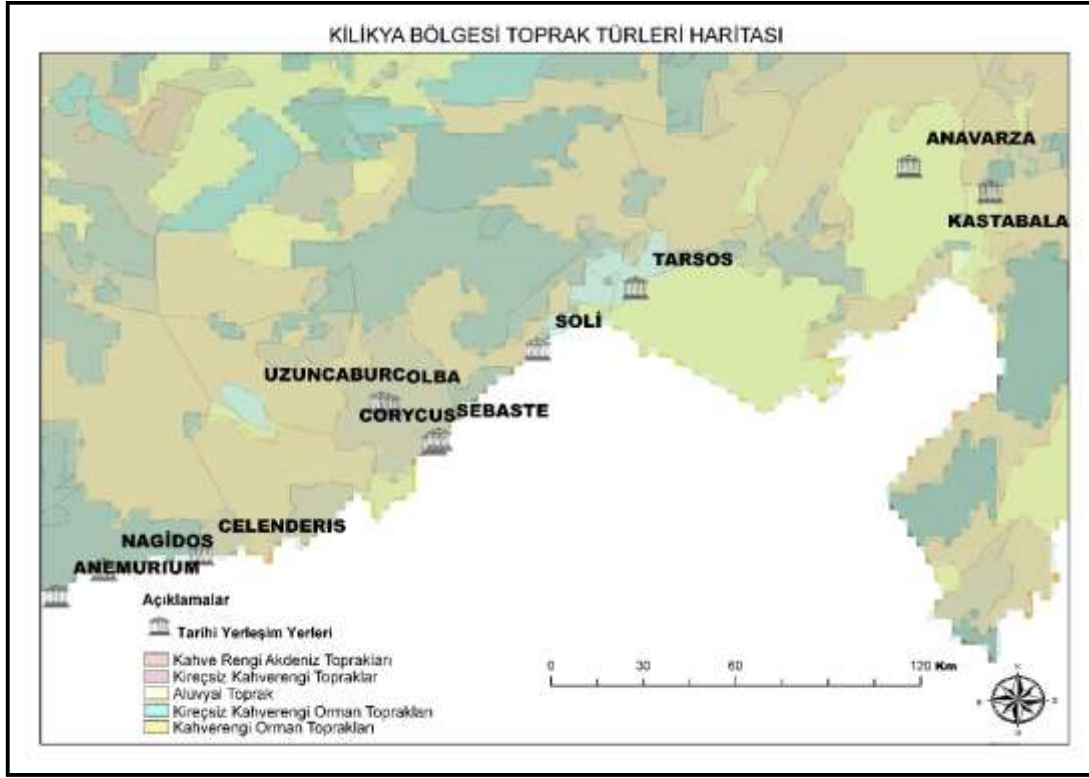 KİLİKYA BÖLGESİ TOPRAK TÜRLERİ HARİTASI
ANAVARZA
KASTABALA
TARSOS
SOLİ
UZUNCABURCOLBA
CORYCUS SEBASTE
CELENDERIS
NAGİDOS
ANEMURIUM
Açıklamalar
Tarihi Yerleşim Yerleri
Kahve Rengi Akdeniz Toprakları
Kireçsiz Kahverengi Topraklar
Aluvyal Toprak
Kireçsiz Kahverengi Orman Toprakları
Kahverengi Orman Toprakları
0 30 60 120 Km